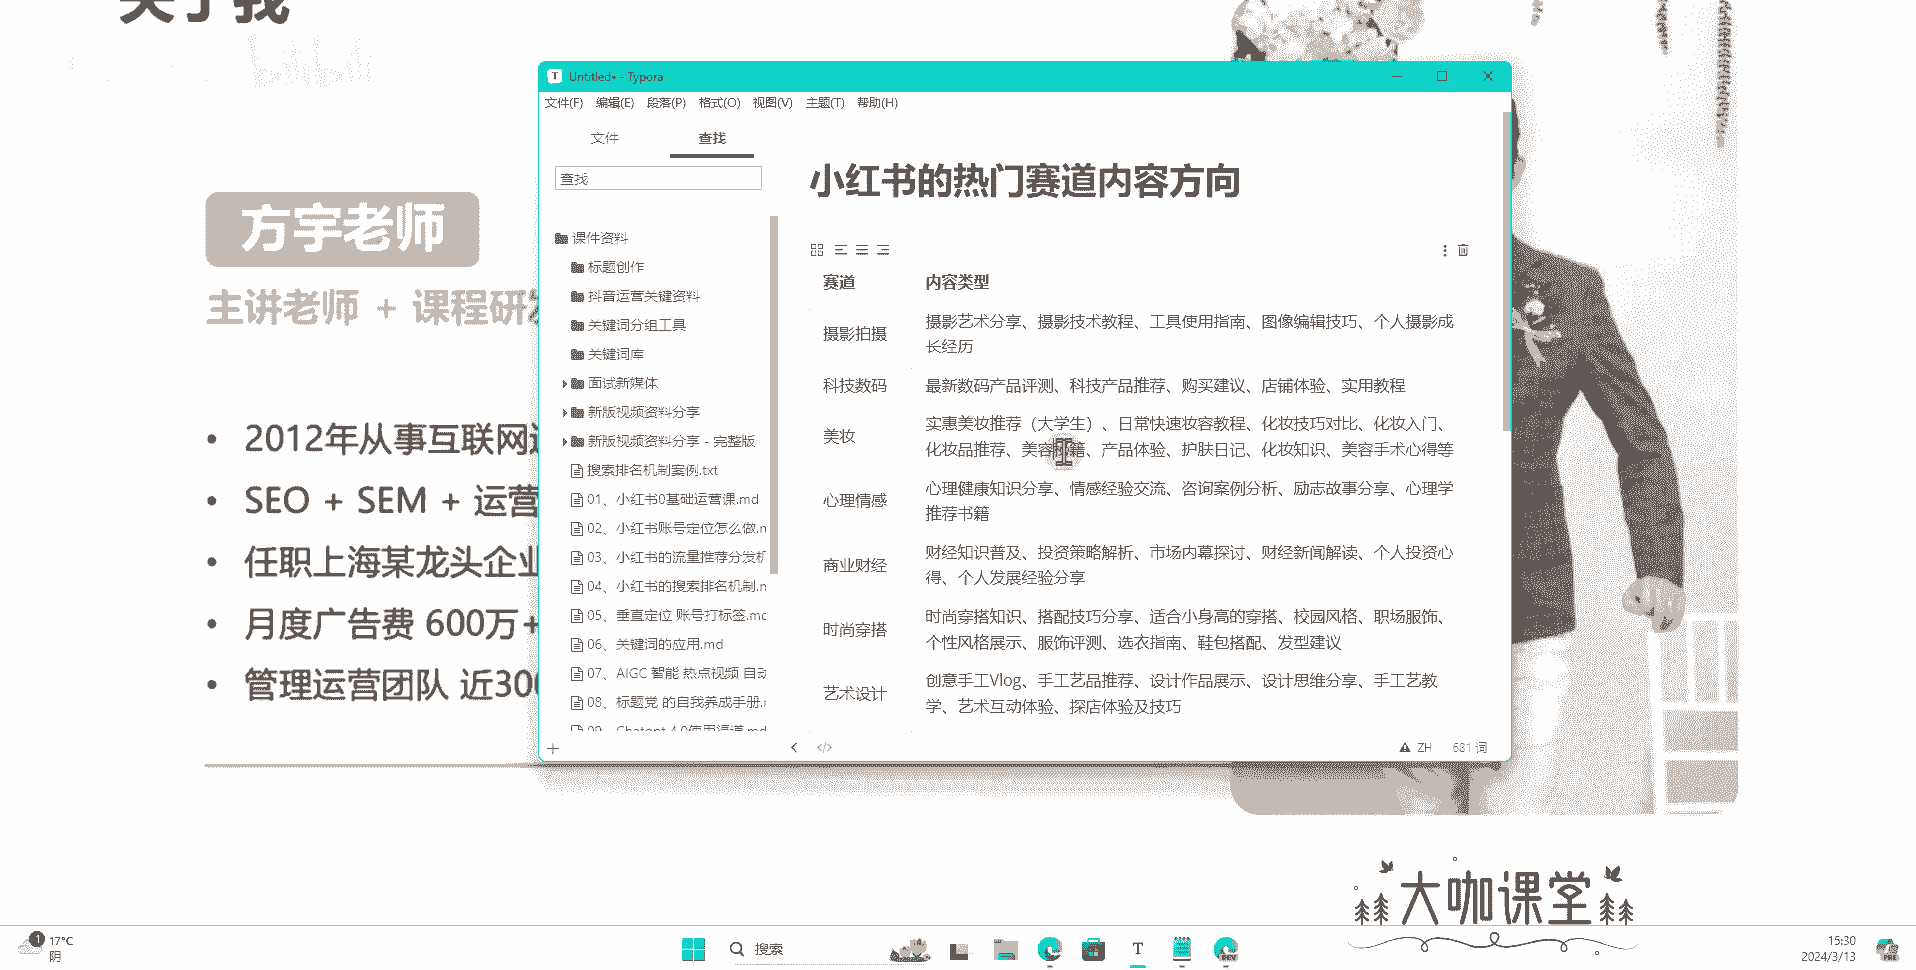 关于我
bilibili
方宇老师
主讲老师 + 课程研发
2012年从事互联网运
SEO + SEM + 运营
任职上海某龙头企业
月度广告费 600万+
管理运营团队 近300
Untitled• - Typora
文件(F) 编辑(E) 段落(P) 格式(O) 视图(V) 主题(T) 帮助(H)
文件 查找
查找
课件资料
标题创作
抖音运营关键资料
关键词分组工具
关键词库
面试新媒体
新版视频资料分享
新版视频资料分享 - 完整版
搜索排名机制案例.txt
01、小红书0基础运营课.md
02、小红书账号定位怎么做.m
03、小红书的流量推荐分发机
04、小红书的搜索排名机制.m
05、垂直定位 账号打标签.md
06、关键词的应用.md
07、AIGC 智能 热点视频 自动
08、标题党 的自我养成手册.
09、Chatgpt 4.0使用渠道.md
小红书的热门赛道内容方向
赛道 内容类型
摄影拍摄 摄影艺术分享、摄影技术教程、工具使用指南、图像编辑技巧、个人摄影成
长经历
科技数码 最新数码产品评测、科技产品推荐、购买建议、店铺体验、实用教程
美妆 实惠美妆推荐（大学生）、日常快速妆容教程、化妆技巧对比、化妆入门、
化妆品推荐、美容 籍、产品体验、护肤日记、化妆知识、美容手术心得等
心理情感 心理健康知识分享、情感经验交流、咨询案例分析、励志故事分享、心理学
推荐书籍
商业财经 财经知识普及、投资策略解析、市场内幕探讨、财经新闻解读、个人投资心
得、个人发展经验分享
时尚穿搭 时尚穿搭知识、搭配技巧分享、适合小身高的穿搭、校园风格、职场服饰、
个性风格展示、服饰评测、选衣指南、鞋包搭配、发型建议
艺术设计 创意手工Vlog、手工艺品推荐、设计作品展示、设计思维分享、手工艺教
学、艺术互动体验、探店体验及技巧
ZH 681 词
大咖课堂
1
17°C
阴
搜索
T
DEV
15:30
2024/3/13
PRE